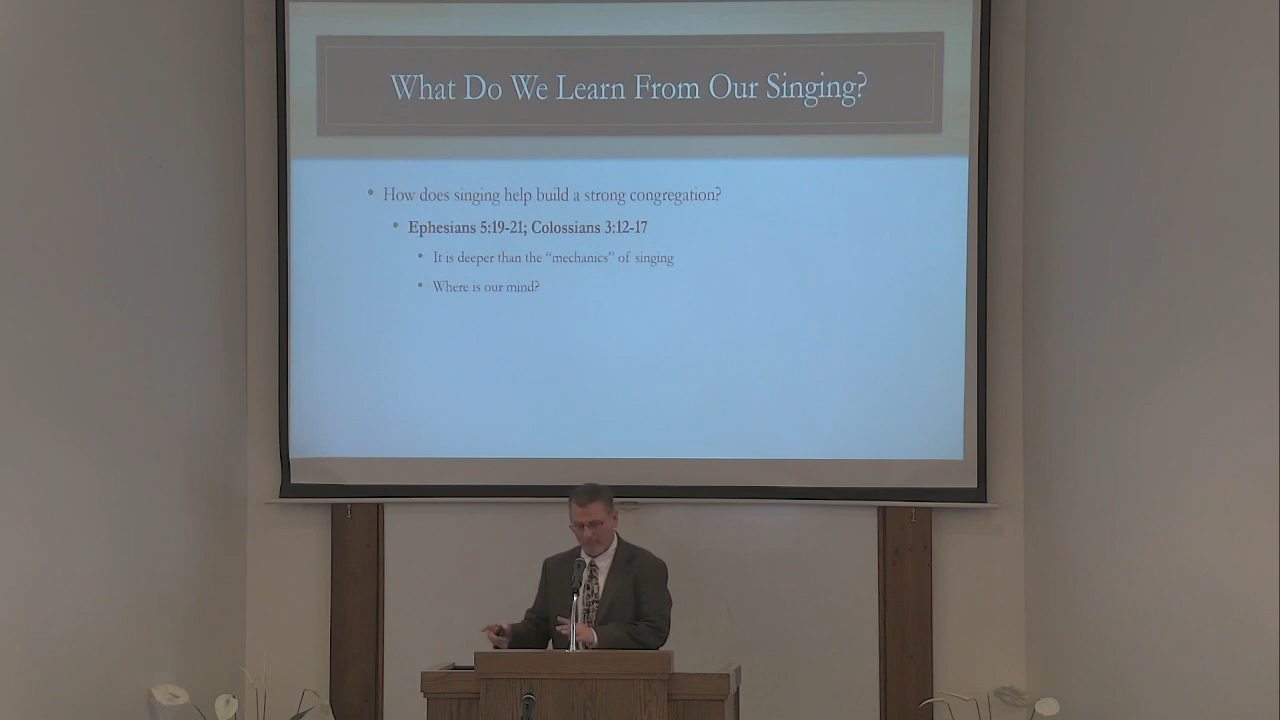 What Do We Learn From Our Singing?
• How does singing help build a strong congregation?
• Ephesians 5:19-21; Colossians 3:12-17
• It is deeper than the “mechanics” of singing
• Where is our mind?